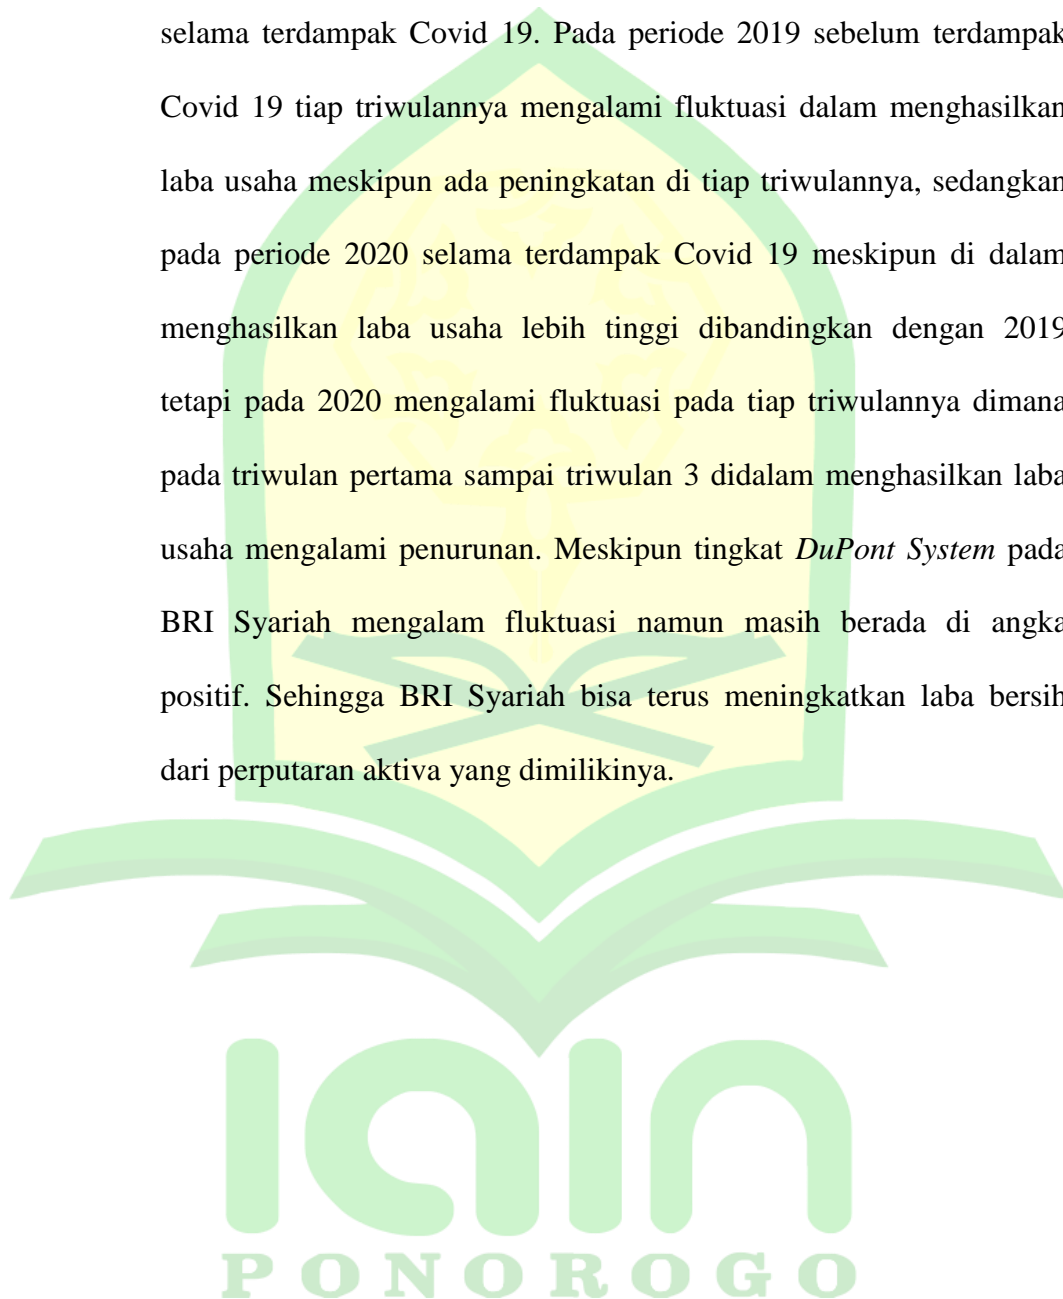 selama terdampak Covid 19. Pada periode 2019 sebelum terdampak
Covid 19 tiap triwulannya mengalami fluktuasi dalam menghasilkan
laba usaha meskipun ada peningkatan di tiap triwulannya, sedangkan
pada periode 2020 selama terdampak Covid 19 meskipun di dalam
menghasilkan laba usaha lebih tinggi dibandingkan dengan 2019
tetapi pada 2020 mengalami fluktuasi pada tiap triwulannya dimana
pada triwulan pertama sampai triwulan 3 didalam menghasilkan laba
usaha mengalami penurunan. Meskipun tingkat DuPont System pada
BRI Syariah mengalam fluktuasi namun masih berada di angka
positif. Sehingga BRI Syariah bisa terus meningkatkan laba bersih
dari perputaran aktiva yang dimilikinya.
IAIN
PONOROGO